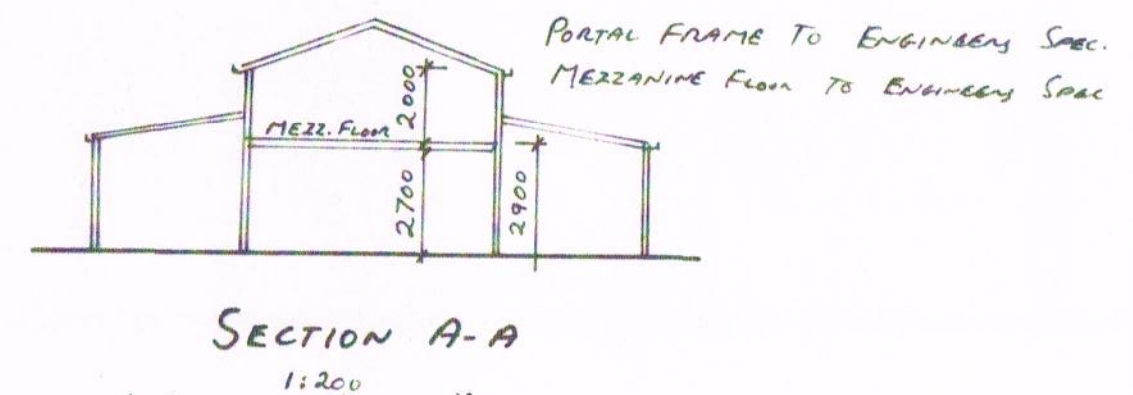 PORTAL FRAME TO ENGINEERS SPEC.
MEZZANINE FLOOR TO ENGINEERS SPEC
MEZZ. FLOOR
2000
2700
2900
SECTION A-A
1:200